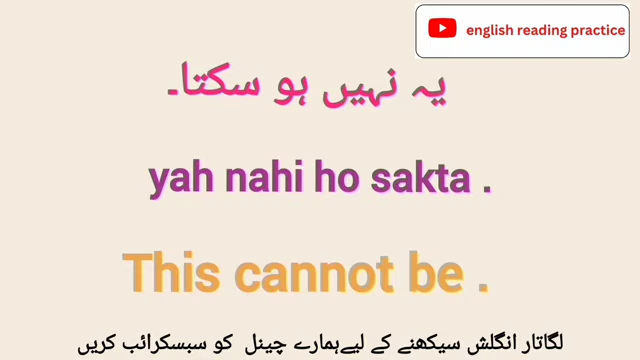 english reading practice
یہ نہیں ہو سکتا۔
yah nahi ho sakta .
This cannot be .
لگاتار انگلش سیکھنے کے لیےہمارے چینل کو سبسکرائب کریں